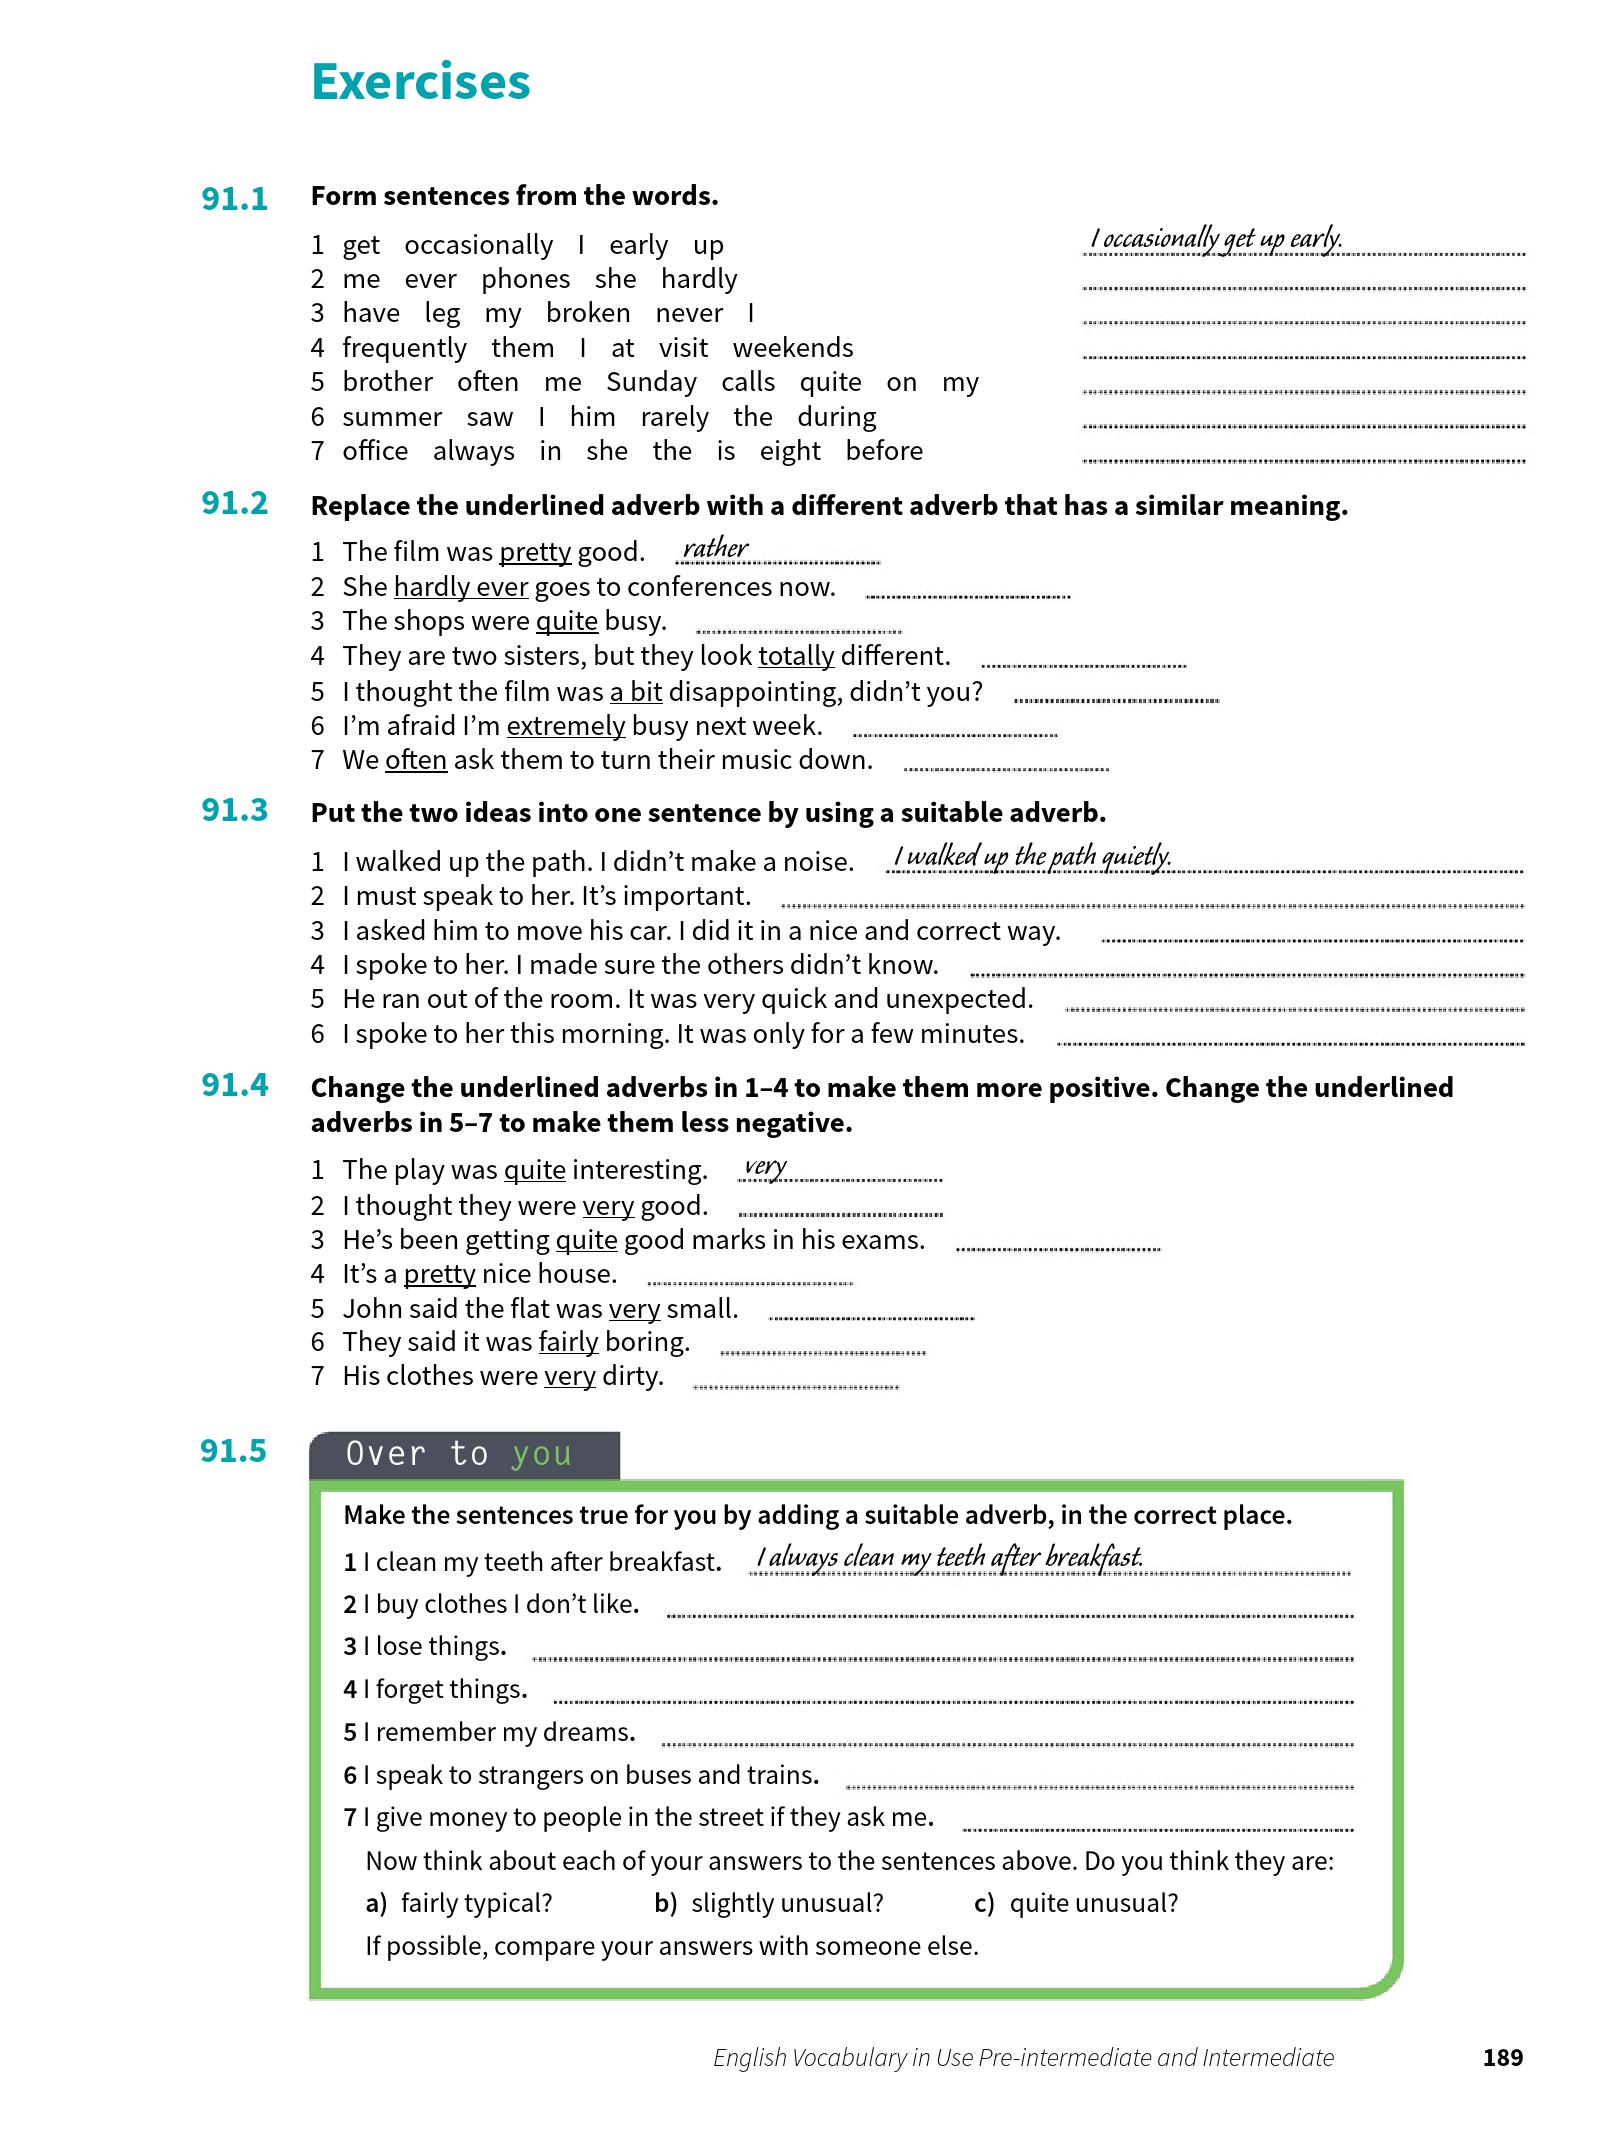 Exercises
91.1 Form sentences from the words.
1 get occasionally I early up I occasionally get up early.
2 me ever phones she hardly
3 have leg my broken never I
4 frequently them I at visit weekends
5 brother often me Sunday calls quite on my
6 summer saw I him rarely the during
7 office always in she the is eight before
91.2 Replace the underlined adverb with a different adverb that has a similar meaning.
1 The film was pretty good. rather
2 She hardly ever goes to conferences now.
3 The shops were quite busy.
4 They are two sisters, but they look totally different.
5 I thought the film was a bit disappointing, didn’t you?
6 I’m afraid I’m extremely busy next week.
7 We often ask them to turn their music down.
91.3 Put the two ideas into one sentence by using a suitable adverb.
1 I walked up the path. I didn’t make a noise. I walked up the path quietly.
2 I must speak to her. It’s important.
3 I asked him to move his car. I did it in a nice and correct way.
4 I spoke to her. I made sure the others didn’t know.
5 He ran out of the room. It was very quick and unexpected.
6 I spoke to her this morning. It was only for a few minutes.
91.4 Change the underlined adverbs in 1–4 to make them more positive. Change the underlined
adverbs in 5–7 to make them less negative.
1 The play was quite interesting. very
2 I thought they were very good.
3 He’s been getting quite good marks in his exams.
4 It’s a pretty nice house.
5 John said the flat was very small.
6 They said it was fairly boring.
7 His clothes were very dirty.
91.5 Over to you
Make the sentences true for you by adding a suitable adverb, in the correct place.
1 I clean my teeth after breakfast. I always clean my teeth after breakfast.
2 I buy clothes I don’t like.
3 I lose things.
4 I forget things.
5 I remember my dreams.
6 I speak to strangers on buses and trains.
7 I give money to people in the street if they ask me.
Now think about each of your answers to the sentences above. Do you think they are:
a) fairly typical? b) slightly unusual? c) quite unusual?
If possible, compare your answers with someone else.
English Vocabulary in Use Pre-intermediate and Intermediate 189